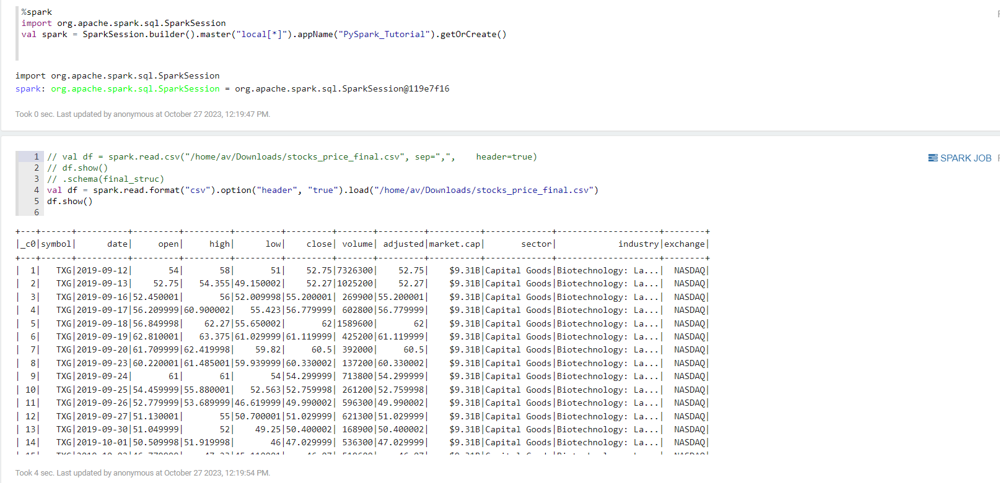 %spark
import org.apache.spark.sql.SparkSession
val spark = SparkSession.builder().master("local[*]").appName("PySpark_Tutorial").getOrCreate()
import org.apache.spark.sql.SparkSession
spark: org.apache.spark.sql.SparkSession = org.apache.spark.sql.SparkSession@119e7f16
Took 0 sec. Last updated by anonymous at October 27 2023, 12:19:47 PM.
1 // val df = spark.read.csv("/home/av/Downloads/stocks_price_final.csv", sep=",",    header=true)
SPARK JOB
2 // df.show()
3 // .schema(final_struc)
4 val df = spark.read.format("csv").option("header", "true").load("/home/av/Downloads/stocks_price_final.csv")
5 df.show()
6
+---+------+----------+---------+---------+---------+---------+-------+---------+----------+-------------+--------------------+--------+
|_c0|symbol|      date|     open|     high|      low|    close| volume| adjusted|market.cap|       sector|            industry|exchange|
+---+------+----------+---------+---------+---------+---------+-------+---------+----------+-------------+--------------------+--------+
|  1|   TXG|2019-09-12|       54|       58|       51|    52.75|7326300|    52.75|    $9.31B|Capital Goods|Biotechnology: La...|  NASDAQ|
|  2|   TXG|2019-09-13|    52.75|   54.355|49.150002|    52.27|1025200|    52.27|    $9.31B|Capital Goods|Biotechnology: La...|  NASDAQ|
|  3|   TXG|2019-09-16|52.450001|       56|52.009998|55.200001| 269900|55.200001|    $9.31B|Capital Goods|Biotechnology: La...|  NASDAQ|
|  4|   TXG|2019-09-17|56.209999|60.900002|   55.423|56.779999| 602800|56.779999|    $9.31B|Capital Goods|Biotechnology: La...|  NASDAQ|
|  5|   TXG|2019-09-18|56.849998|    62.27|55.650002|       62|1589600|       62|    $9.31B|Capital Goods|Biotechnology: La...|  NASDAQ|
|  6|   TXG|2019-09-19|62.810001|   63.375|61.029999|61.119999| 425200|61.119999|    $9.31B|Capital Goods|Biotechnology: La...|  NASDAQ|
|  7|   TXG|2019-09-20|61.709999|62.419998|    59.82|     60.5| 392000|     60.5|    $9.31B|Capital Goods|Biotechnology: La...|  NASDAQ|
|  8|   TXG|2019-09-23|60.220001|61.485001|59.939999|60.330002| 137200|60.330002|    $9.31B|Capital Goods|Biotechnology: La...|  NASDAQ|
|  9|   TXG|2019-09-24|       61|       61|       54|54.299999| 713800|54.299999|    $9.31B|Capital Goods|Biotechnology: La...|  NASDAQ|
| 10|   TXG|2019-09-25|54.459999|55.880001|   52.563|52.759998| 261200|52.759998|    $9.31B|Capital Goods|Biotechnology: La...|  NASDAQ|
| 11|   TXG|2019-09-26|52.779999|53.689999|46.619999|49.990002| 596300|49.990002|    $9.31B|Capital Goods|Biotechnology: La...|  NASDAQ|
| 12|   TXG|2019-09-27|51.130001|       55|50.700001|51.029999| 621300|51.029999|    $9.31B|Capital Goods|Biotechnology: La...|  NASDAQ|
| 13|   TXG|2019-09-30|51.049999|       52|    49.25|50.400002| 168900|50.400002|    $9.31B|Capital Goods|Biotechnology: La...|  NASDAQ|
| 14|   TXG|2019-10-01|50.509998|51.919998|       46|47.029999| 536300|47.029999|    $9.31B|Capital Goods|Biotechnology: La...|  NASDAQ|
Took 4 sec. Last updated by anonymous at October 27 2023, 12:19:54 PM.